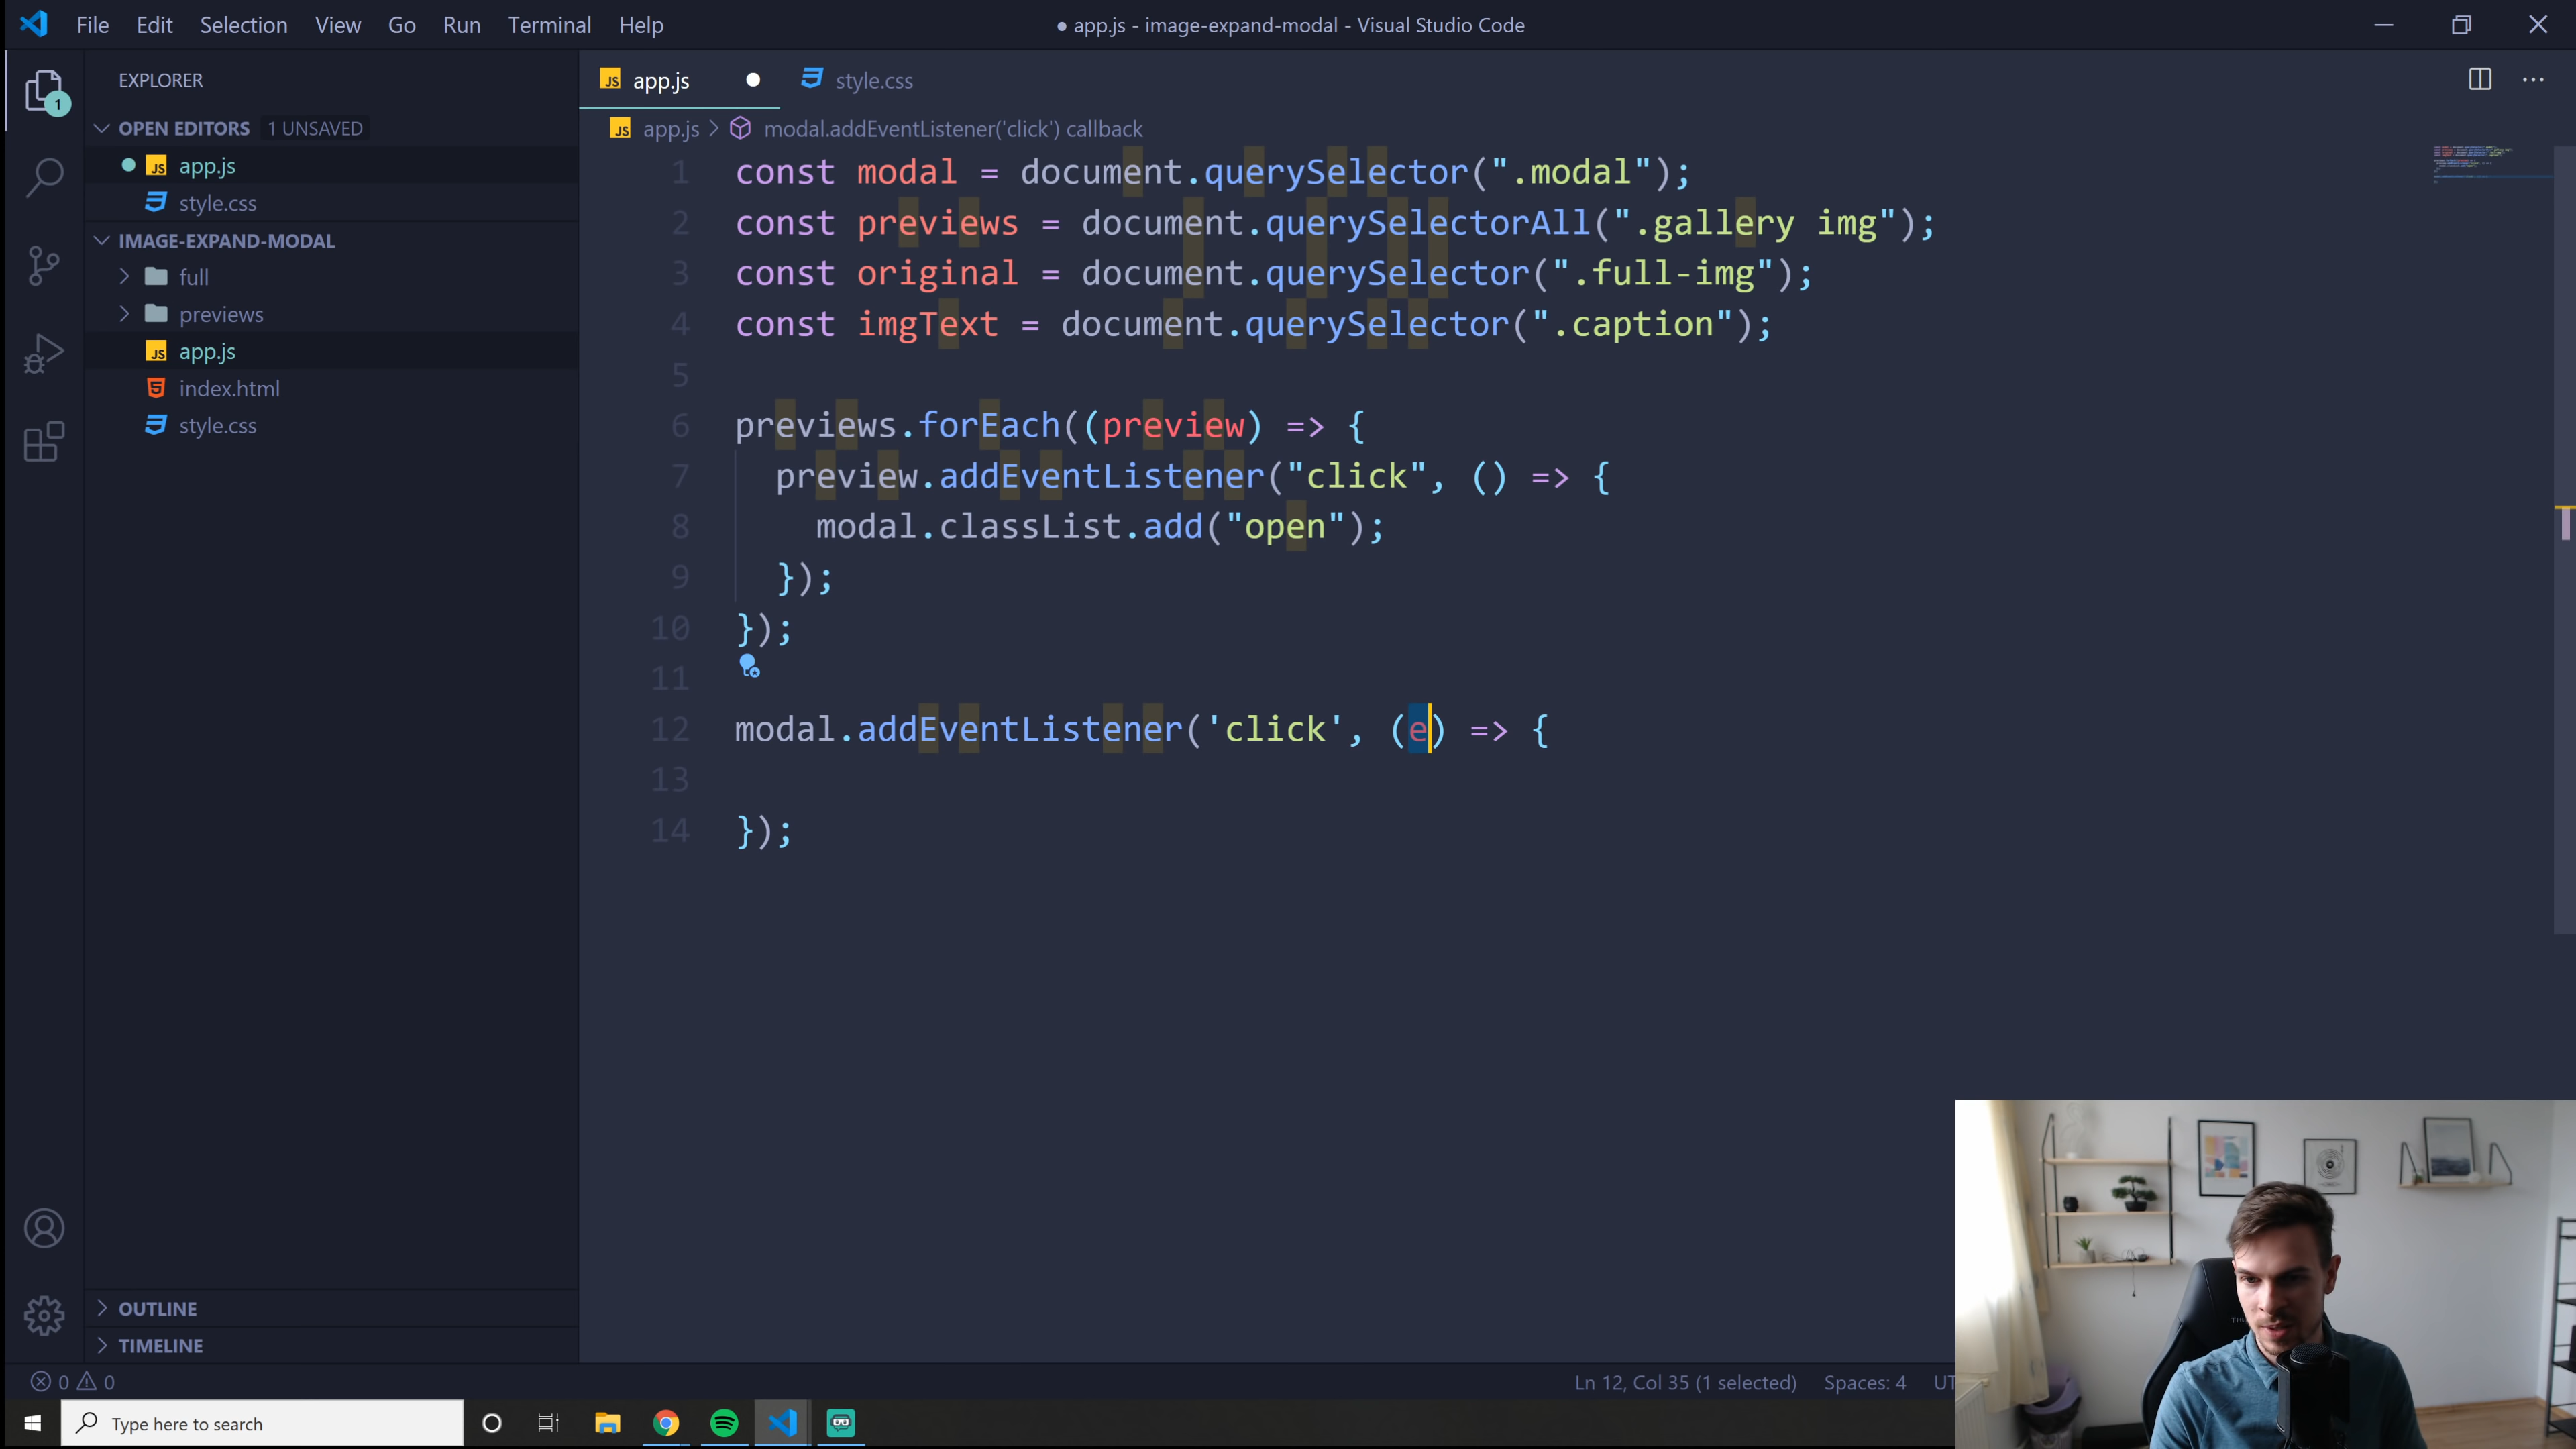 File Edit Selection View Go Run Terminal Help
● app.js - image-expand-modal - Visual Studio Code
EXPLORER
OPEN EDITORS 1 UNSAVED
JS app.js
style.css
IMAGE-EXPAND-MODAL
full
previews
JS app.js
index.html
style.css
OUTLINE
TIMELINE
1
JS app.js
style.css
JS app.js > modal.addEventListener('click') callback
1 const modal = document.querySelector(".modal");
2 const previews = document.querySelectorAll(".gallery img");
3 const original = document.querySelector(".full-img");
4 const imgText = document.querySelector(".caption");
5
6 previews.forEach((preview) => {
7 preview.addEventListener("click", () => {
8 modal.classList.add("open");
9 });
10 });
11
12 modal.addEventListener('click', (e) => {
13
14 });
0 0
Ln 12, Col 35 (1 selected) Spaces: 4 UT
Type here to search